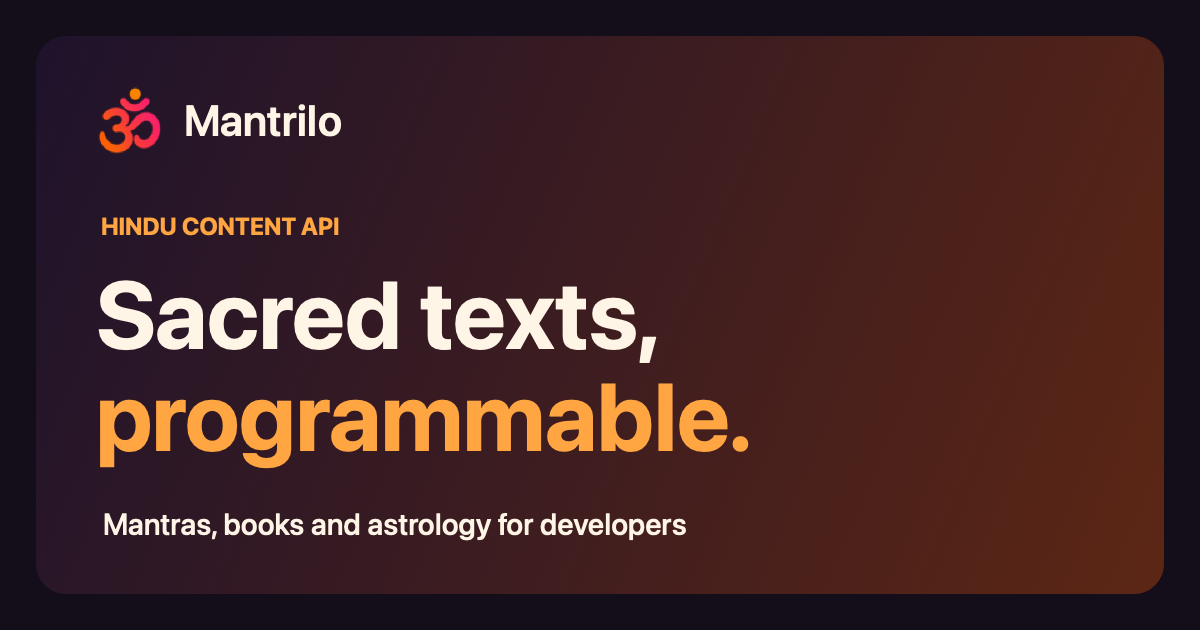 ॐ Mantrilo
HINDU CONTENT API
Sacred texts,
programmable.
Mantras, books and astrology for developers